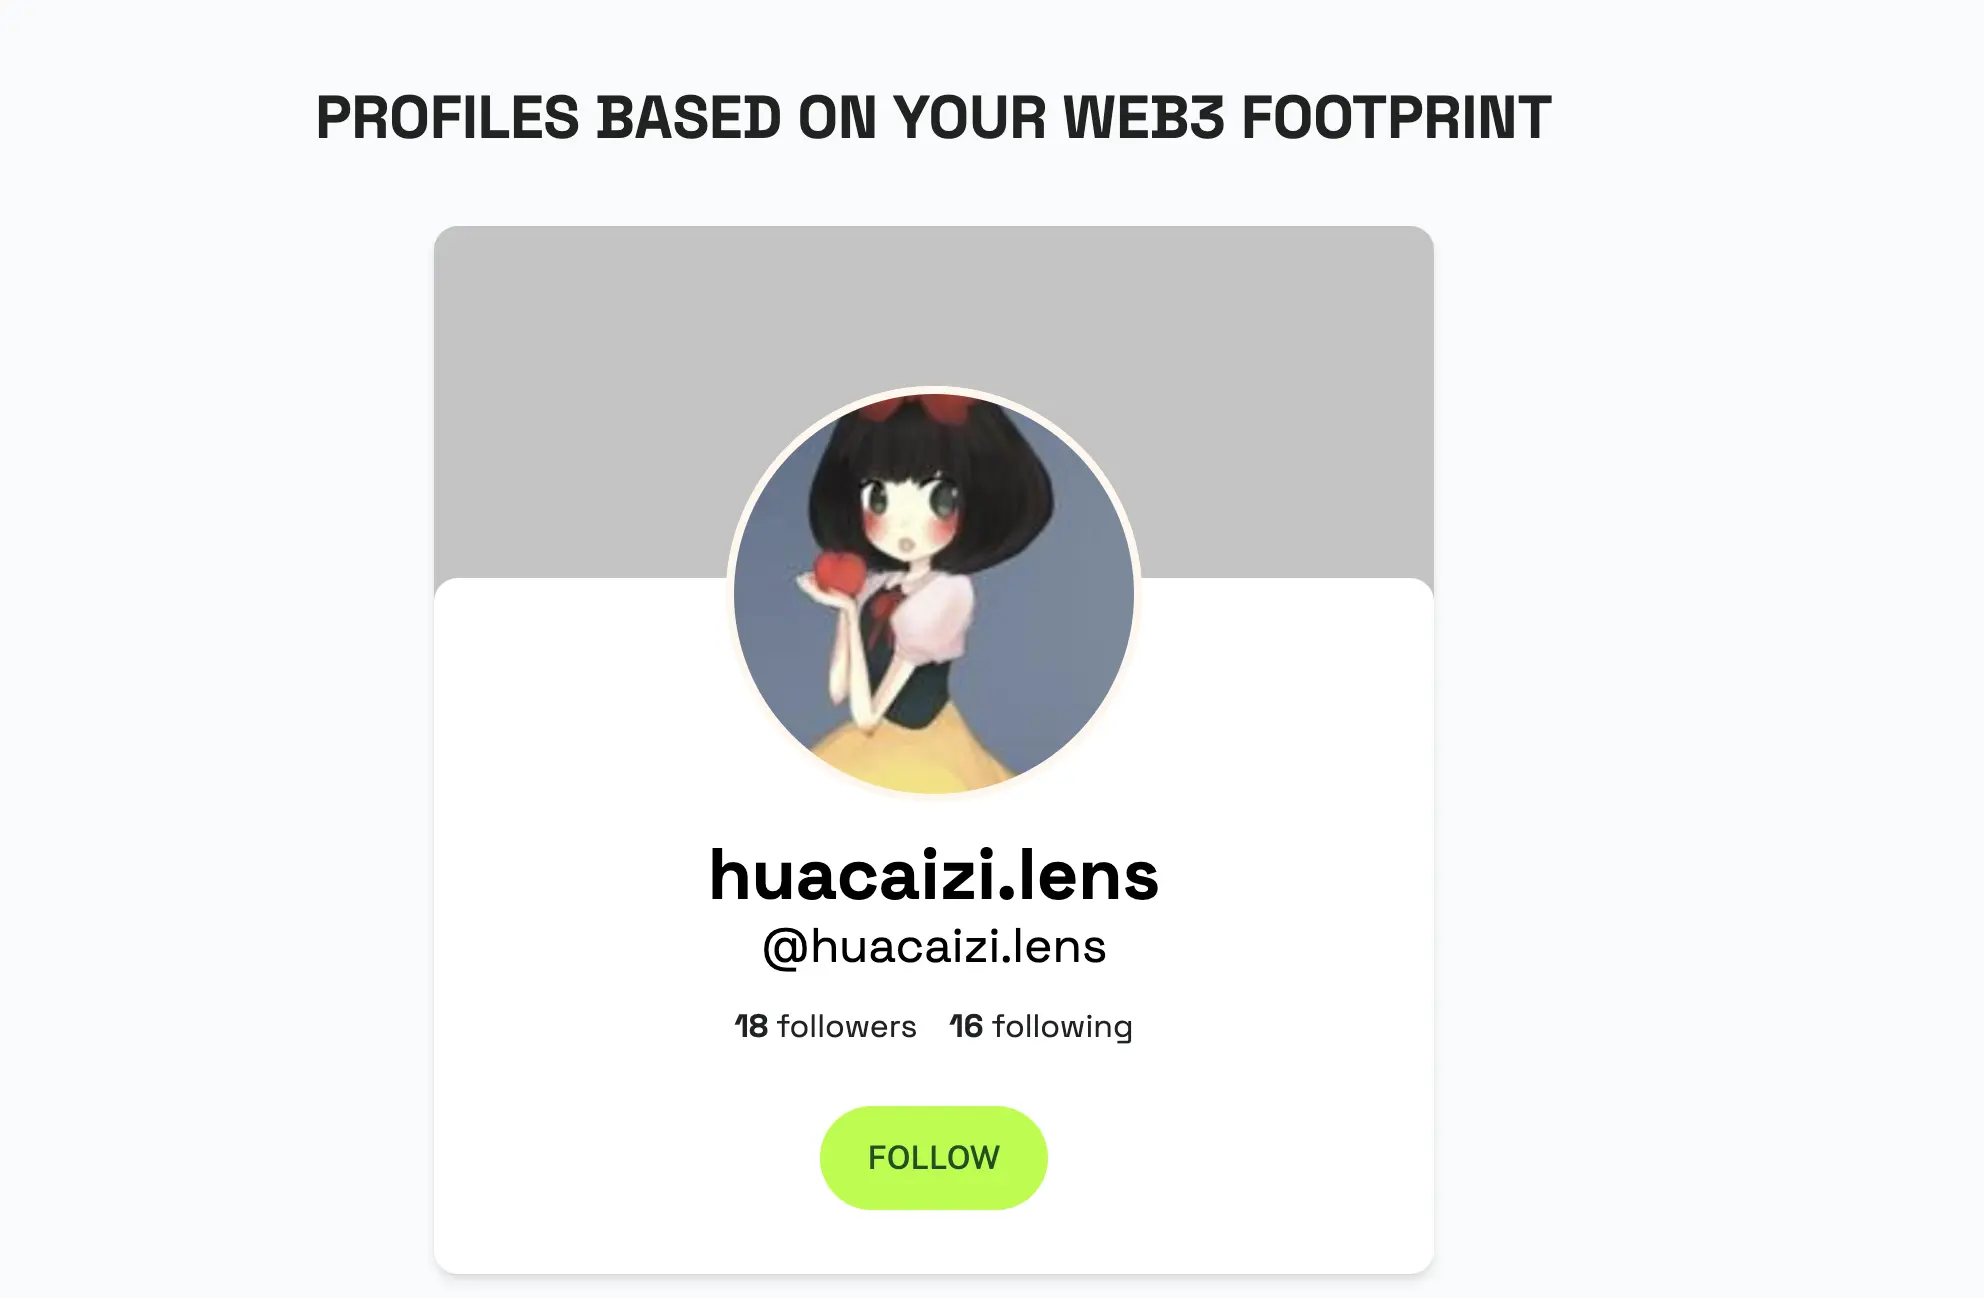 PROFILES BASED ON YOUR WEB3 FOOTPRINT
huacaizi.lens
@huacaizi.lens
18 followers 16 following
FOLLOW